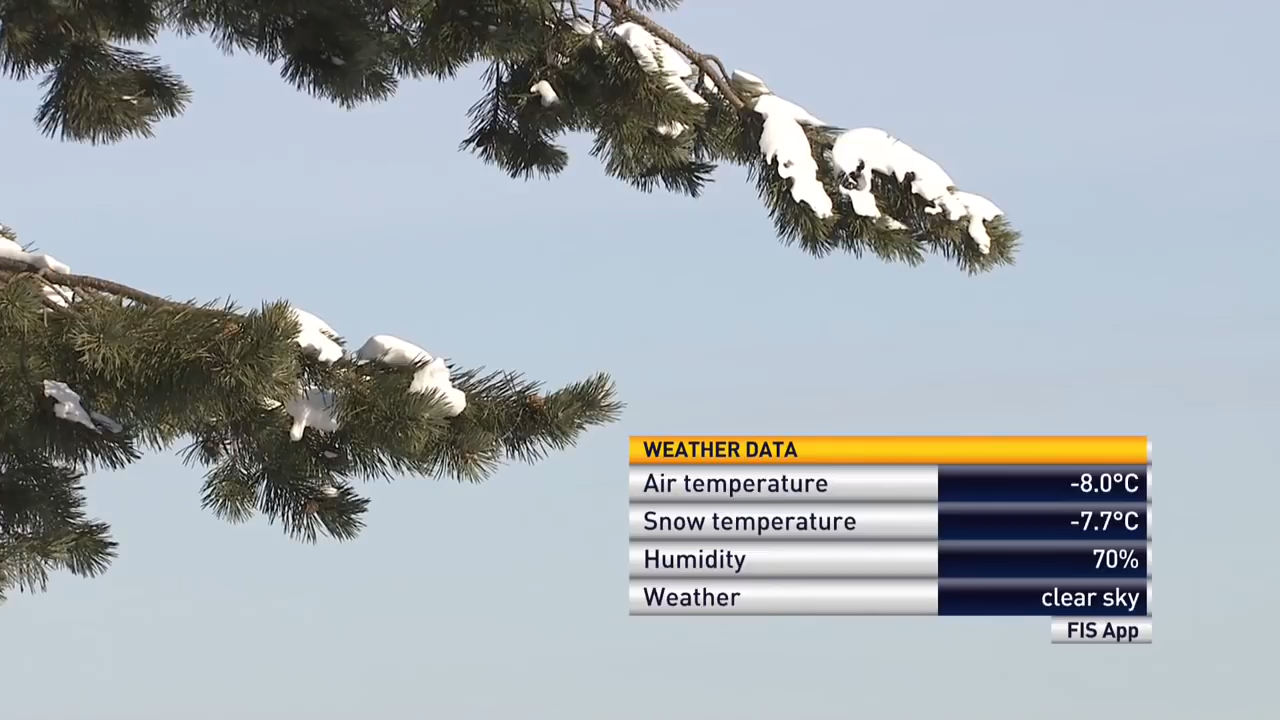 WEATHER DATA
Air temperature -8.0°C
Snow temperature -7.7°C
Humidity 70%
Weather clear sky
FIS App